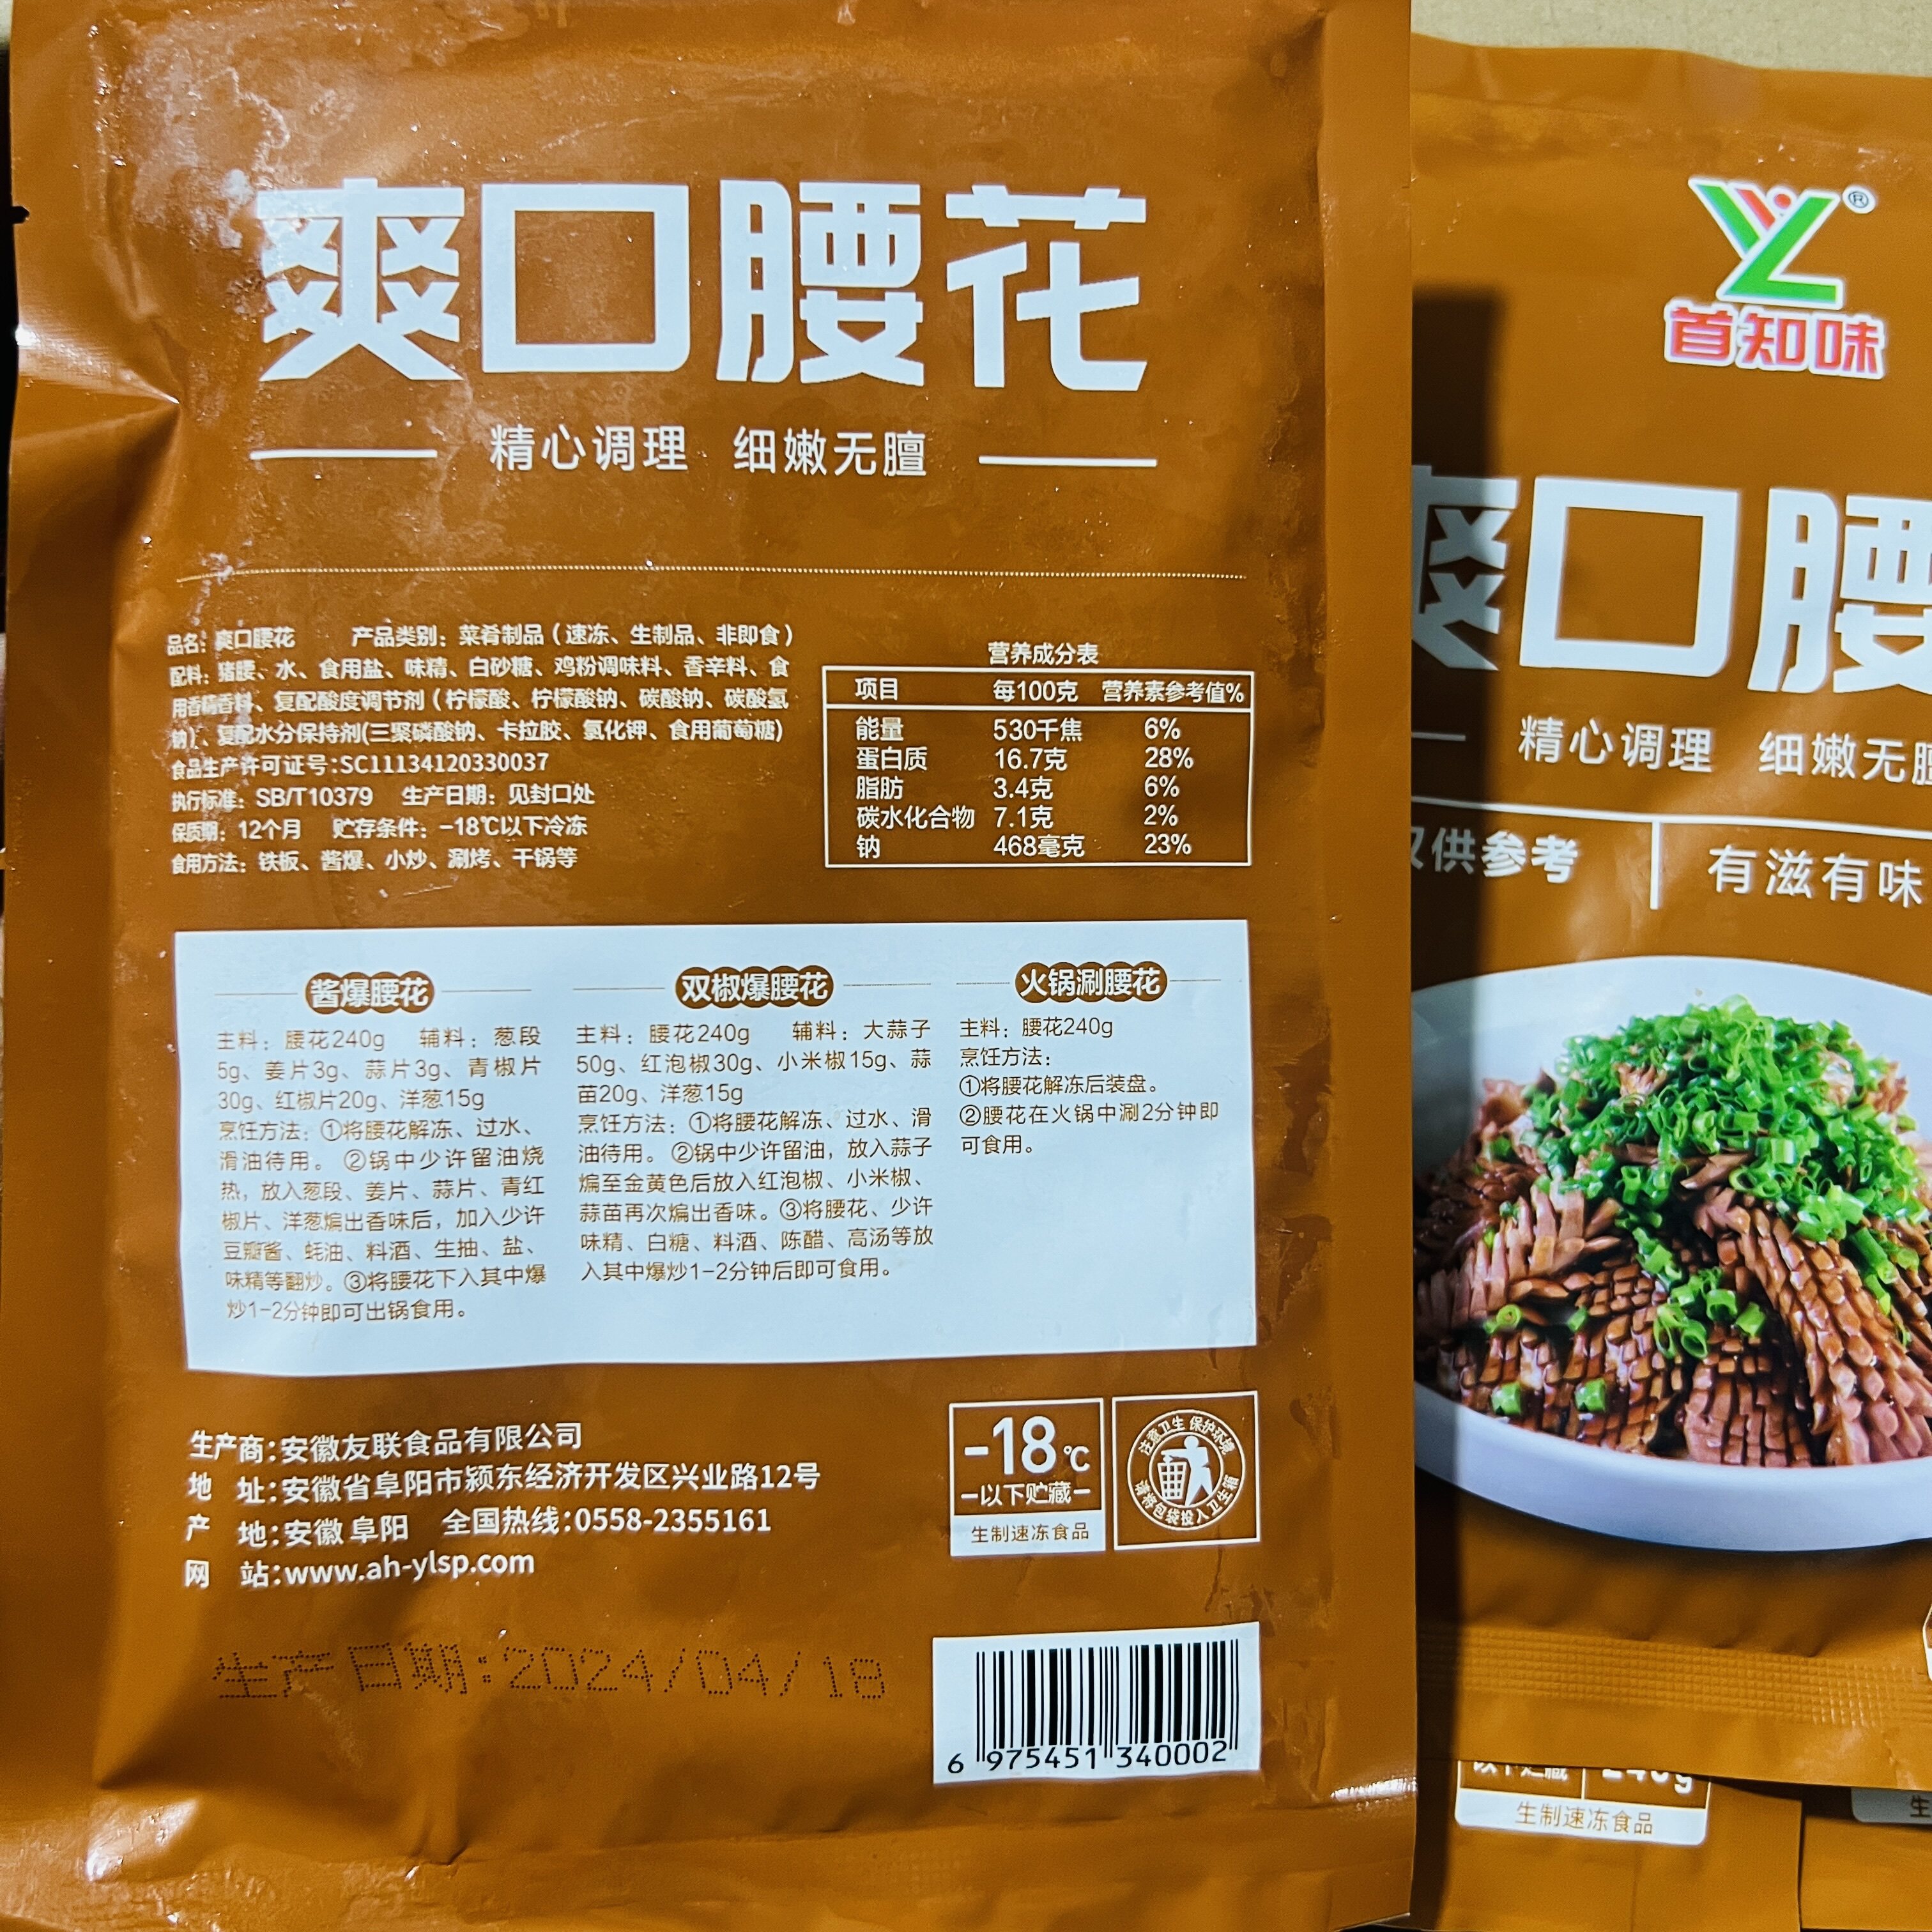 爽口腰花
精心调理 细嫩无膻
品名：爽口腰花 产品类别：菜肴制品（速冻、生制品、非即食）
配料：猪腰、水、食用盐、味精、白砂糖、鸡粉调味料、香辛料、食
用香精香料、复配酸度调节剂（柠檬酸、柠檬酸钠、碳酸钠、碳酸氢
钠）、复配水分保持剂(三聚磷酸钠、卡拉胶、氯化钾、食用葡萄糖)
食品生产许可证号:SC11134120330037
执行标准：SB/T10379 生产日期：见封口处
保质期：12个月 贮存条件：-18℃以下冷冻
食用方法：铁板、酱爆、小炒、涮烤、干锅等
营养成分表
项目 每100克 营养素参考值%
能量 530千焦 6%
蛋白质 16.7克 28%
脂肪 3.4克 6%
碳水化合物 7.1克 2%
钠 468毫克 23%
酱爆腰花
主料：腰花240g 辅料：葱段
5g、姜片3g、蒜片3g、青椒片
30g、红椒片20g、洋葱15g
烹饪方法：①将腰花解冻、过水、
滑油待用。②锅中少许留油烧
热，放入葱段、姜片、蒜片、青红
椒片、洋葱煸出香味后，加入少许
豆瓣酱、蚝油、料酒、生抽、盐、
味精等翻炒。③将腰花下入其中爆
炒1-2分钟即可出锅食用。
双椒爆腰花
主料：腰花240g 辅料：大蒜子
50g、红泡椒30g、小米椒15g、蒜
苗20g、洋葱15g
烹饪方法：①将腰花解冻、过水、滑
油待用。②锅中少许留油，放入蒜子
煸至金黄色后放入红泡椒、小米椒、
蒜苗再次煸出香味。③将腰花、少许
味精、白糖、料酒、陈醋、高汤等放
入其中爆炒1-2分钟后即可食用。
火锅涮腰花
主料：腰花240g
烹饪方法：
①将腰花解冻后装盘。
②腰花在火锅中涮2分钟即
可食用。
生产商:安徽友联食品有限公司
地 址:安徽省阜阳市颍东经济开发区兴业路12号
产 地:安徽阜阳 全国热线:0558-2355161
网 站:www.ah-ylsp.com
-18℃
以下贮藏
生制速冻食品
注意卫生 保护环境
请将包装投入卫生箱
生产日期:2024/04/18
6 975451 340002
YL®
首知味
爽口腰
精心调理 细嫩无膻
仅供参考 有滋有味
以下贮藏 240g
生制速冻食品
生